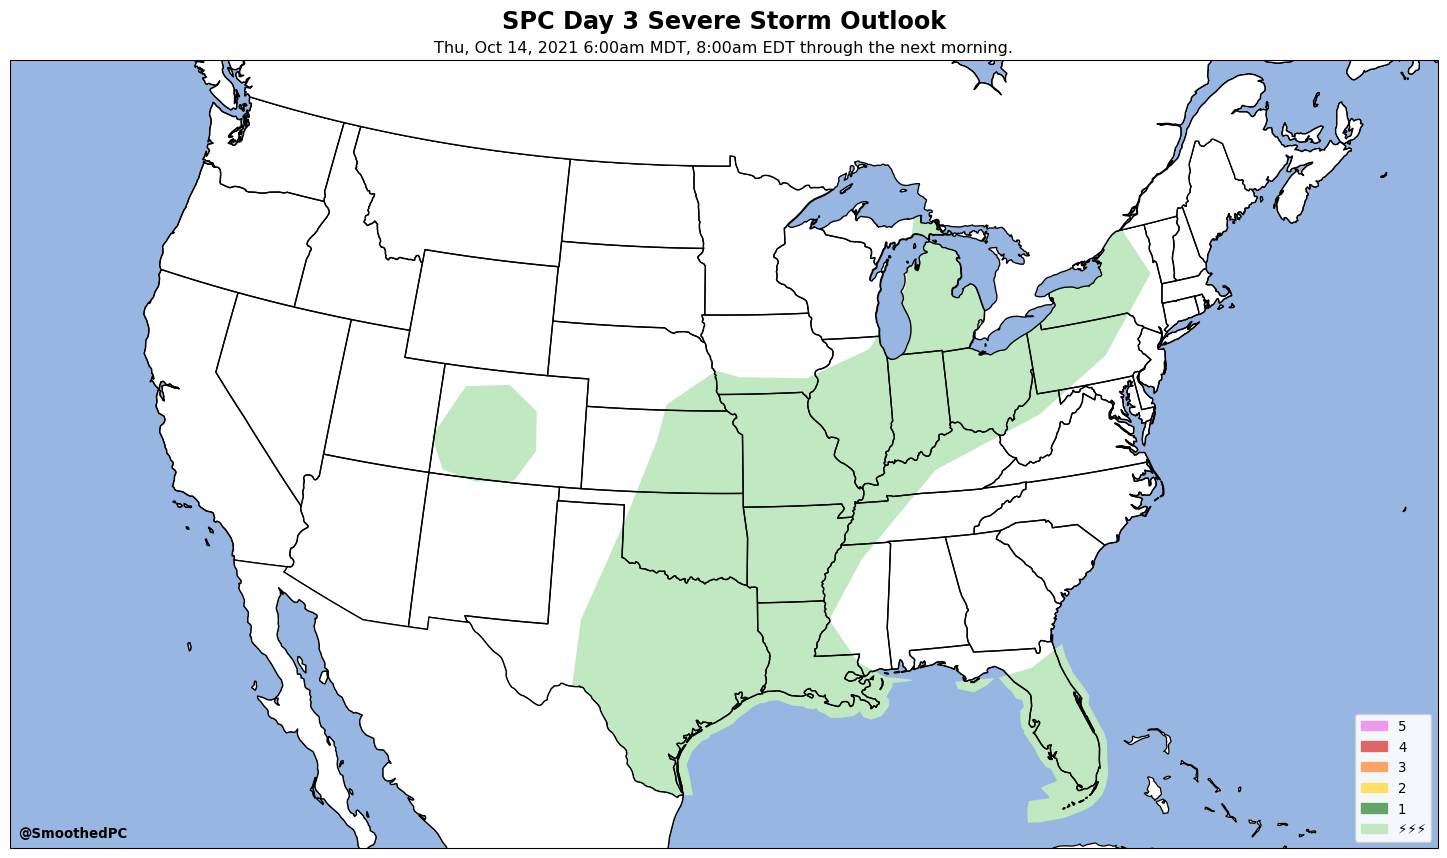 SPC Day 3 Severe Storm Outlook
Thu, Oct 14, 2021 6:00am MDT, 8:00am EDT through the next morning.
5
4
3
2
1
⚡⚡⚡
@SmoothedPC